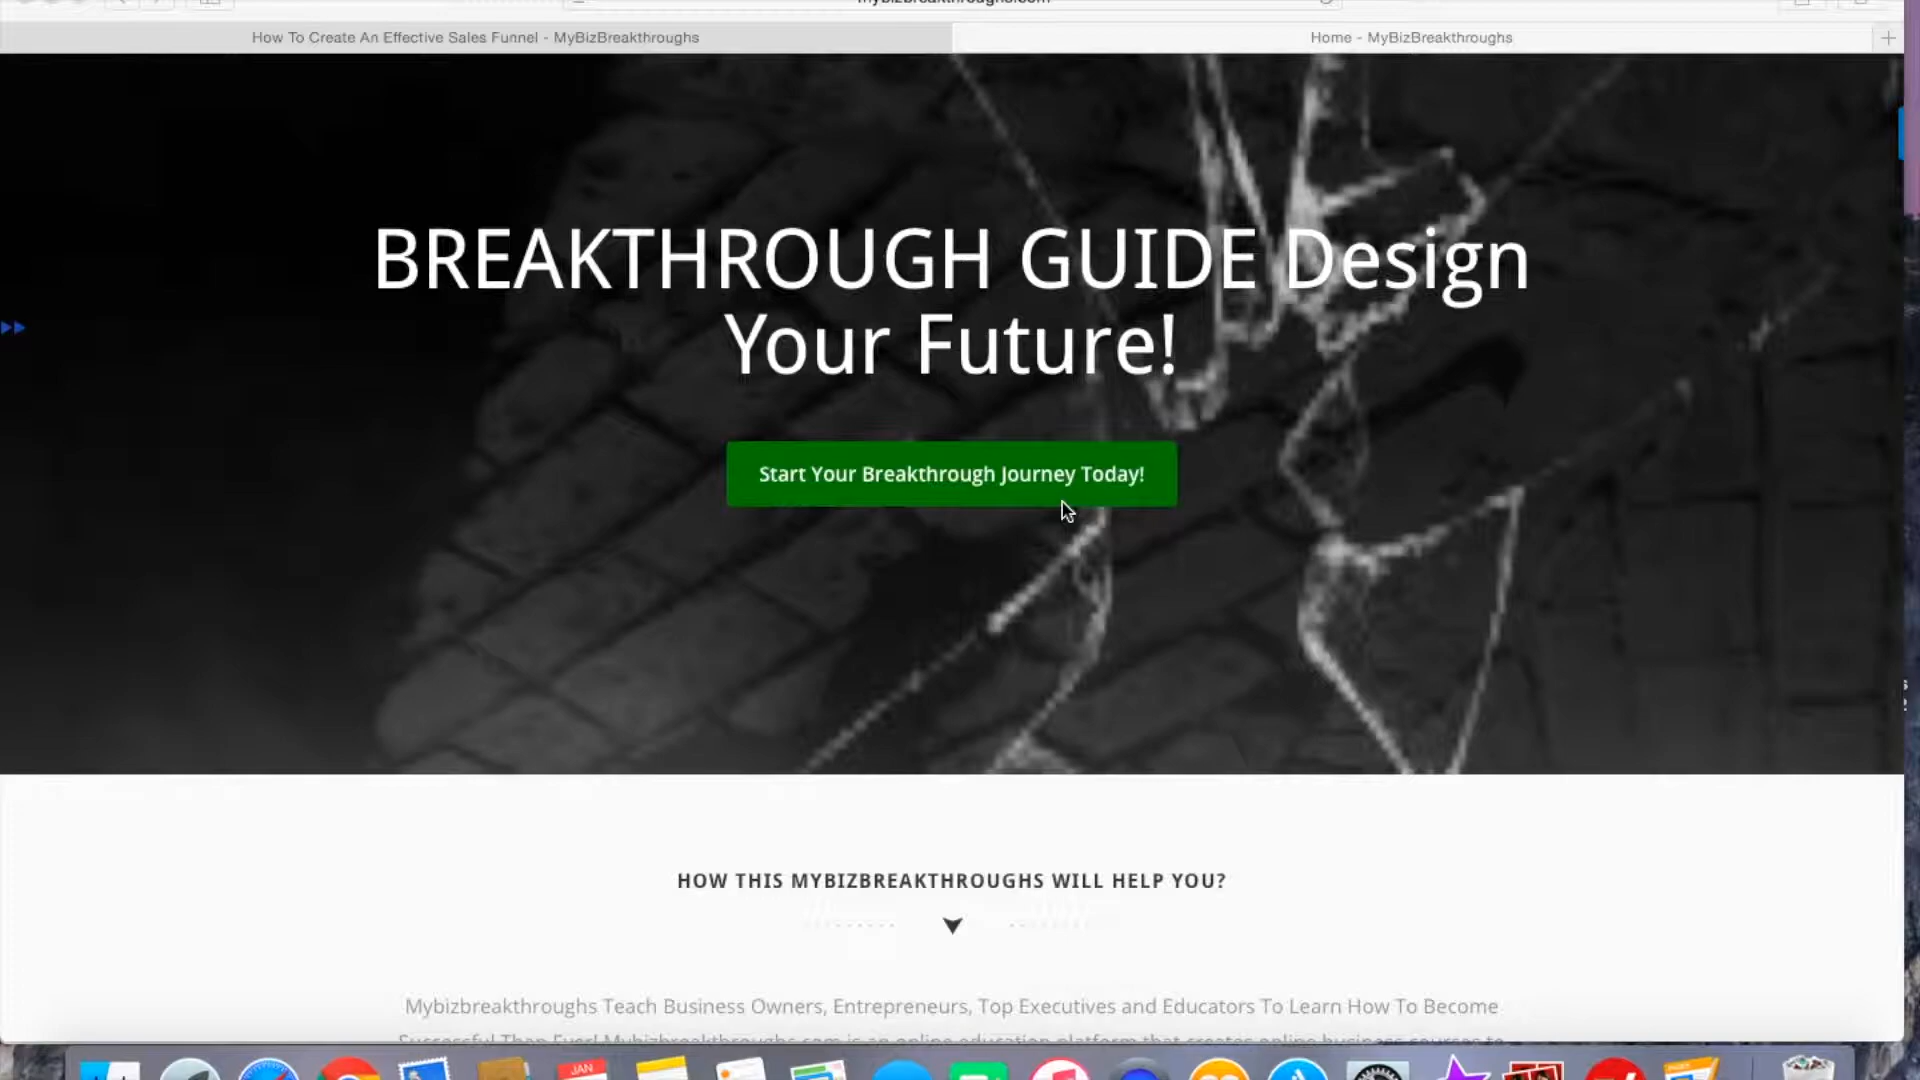 mybizbreakthroughs.com
How To Create An Effective Sales Funnel - MyBizBreakthroughs
Home - MyBizBreakthroughs
BREAKTHROUGH GUIDE Design
Your Future!
Start Your Breakthrough Journey Today!
HOW THIS MYBIZBREAKTHROUGHS WILL HELP YOU?
Mybizbreakthroughs Teach Business Owners, Entrepreneurs, Top Executives and Educators To Learn How To Become
Successful Than Ever! Mybizbreakthroughs.com is an online education platform that creates online business courses to
JAN